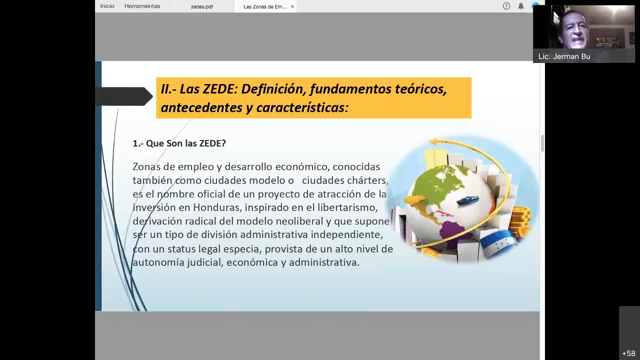 Inicio Herramientas zedes.pdf Las Zonas de Em... ×
Lic. Jerman Bu
II.- Las ZEDE: Definición, fundamentos teóricos,
antecedentes y características:
1.- Que Son las ZEDE?
Zonas de empleo y desarrollo económico, conocidas
también como ciudades modelo o ciudades chárters,
es el nombre oficial de un proyecto de atracción de la
inversión en Honduras, inspirado en el libertarismo,
derivación radical del modelo neoliberal y que supone
ser un tipo de división administrativa independiente,
con un status legal especia, provista de un alto nivel de
autonomía judicial, económica y administrativa.
+58